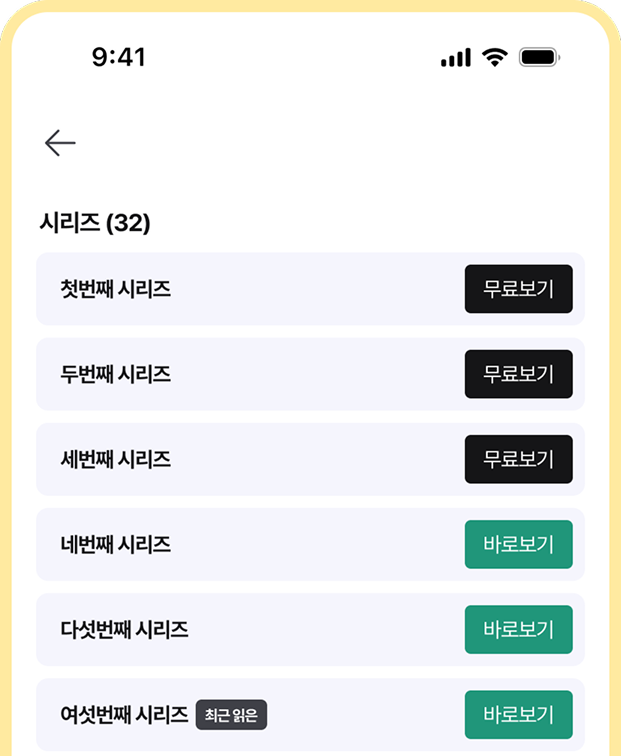 9:41
시리즈 (32)
첫번째 시리즈 무료보기
두번째 시리즈 무료보기
세번째 시리즈 무료보기
네번째 시리즈 바로보기
다섯번째 시리즈 바로보기
여섯번째 시리즈 최근 읽은 바로보기